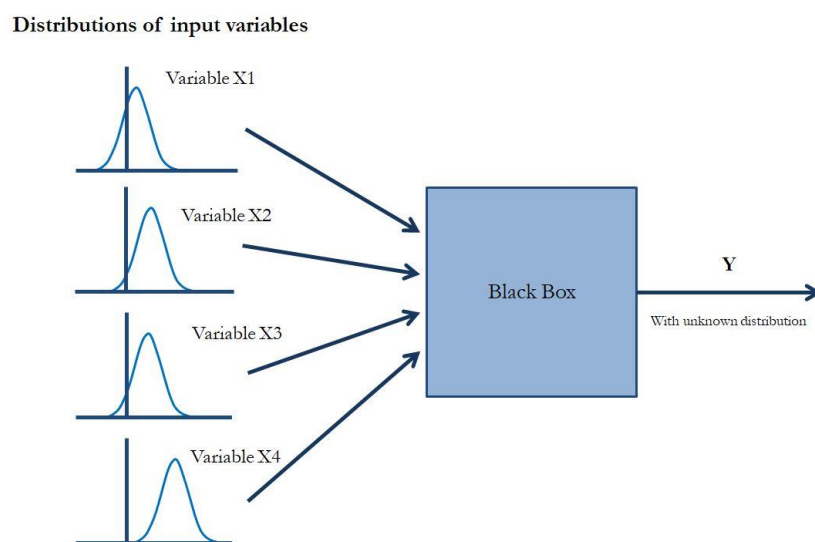 Distributions of input variables
Variable X1
Variable X2
Variable X3
Variable X4
Black Box
Y
With unknown distribution